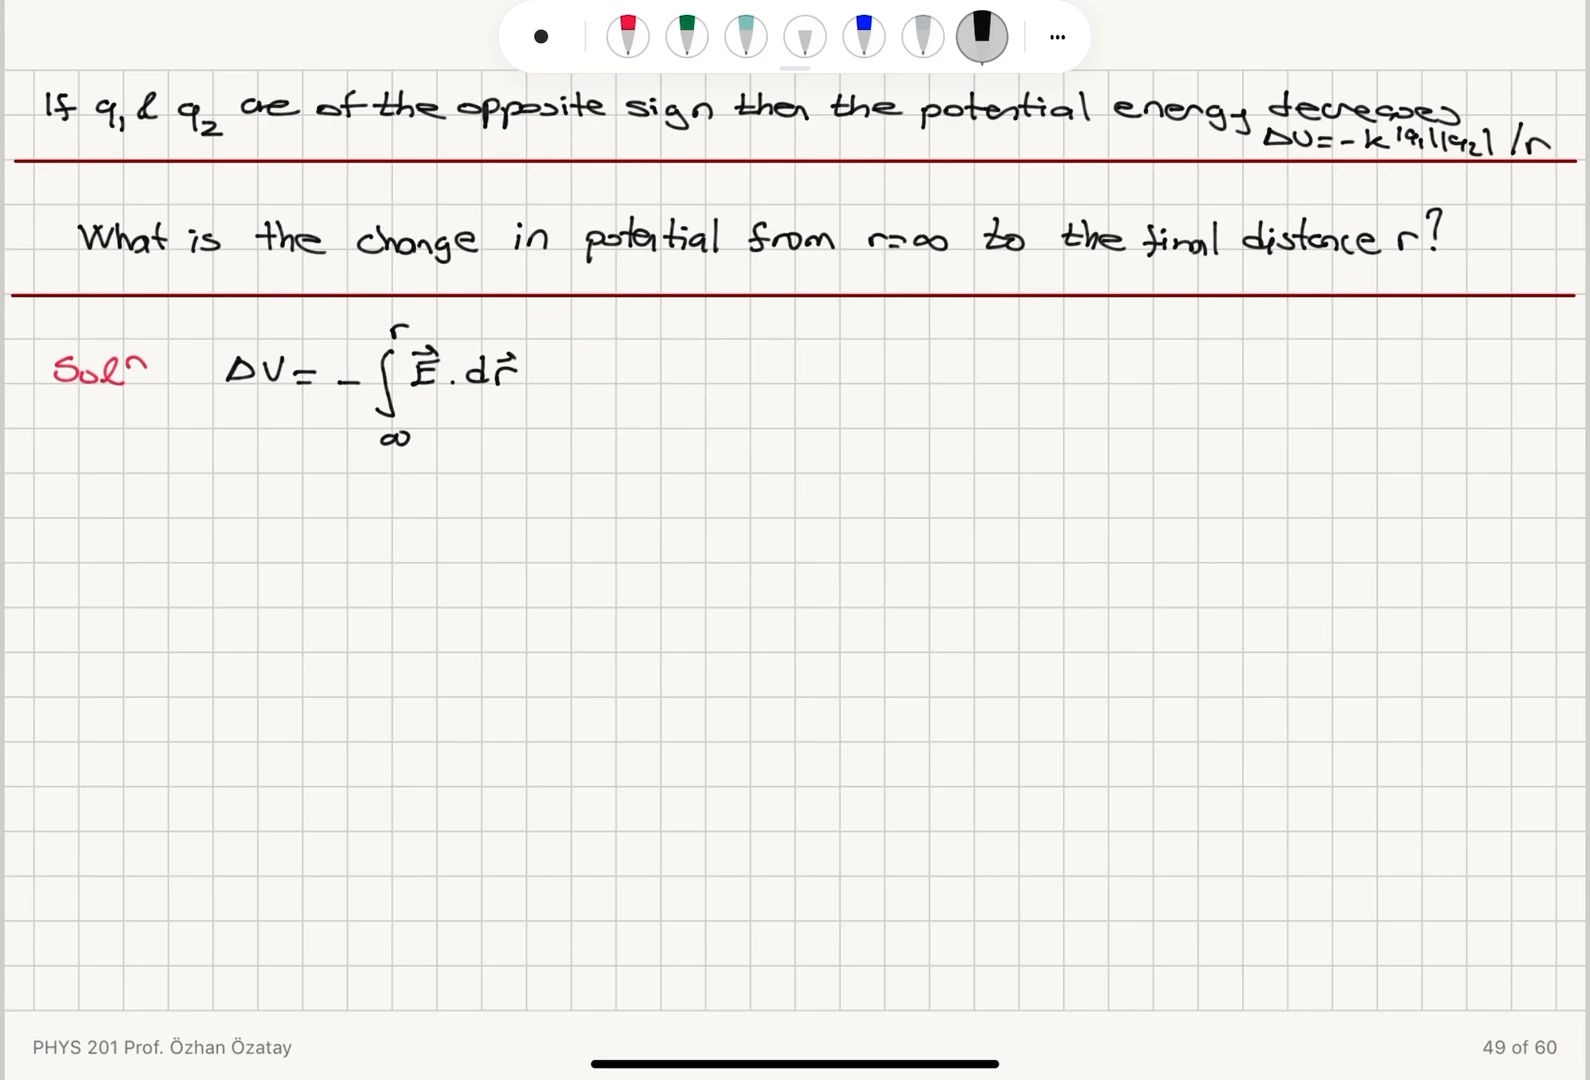 If q₁ & q₂ are of the opposite sign then the potential energy decreases
ΔU = - k |q₁||q₂| / r
What is the change in potential from r=∞ to the final distance r?
Solⁿ ΔV = - ∫_∞^r E⃗ . dr⃗
PHYS 201 Prof. Özhan Özatay
49 of 60